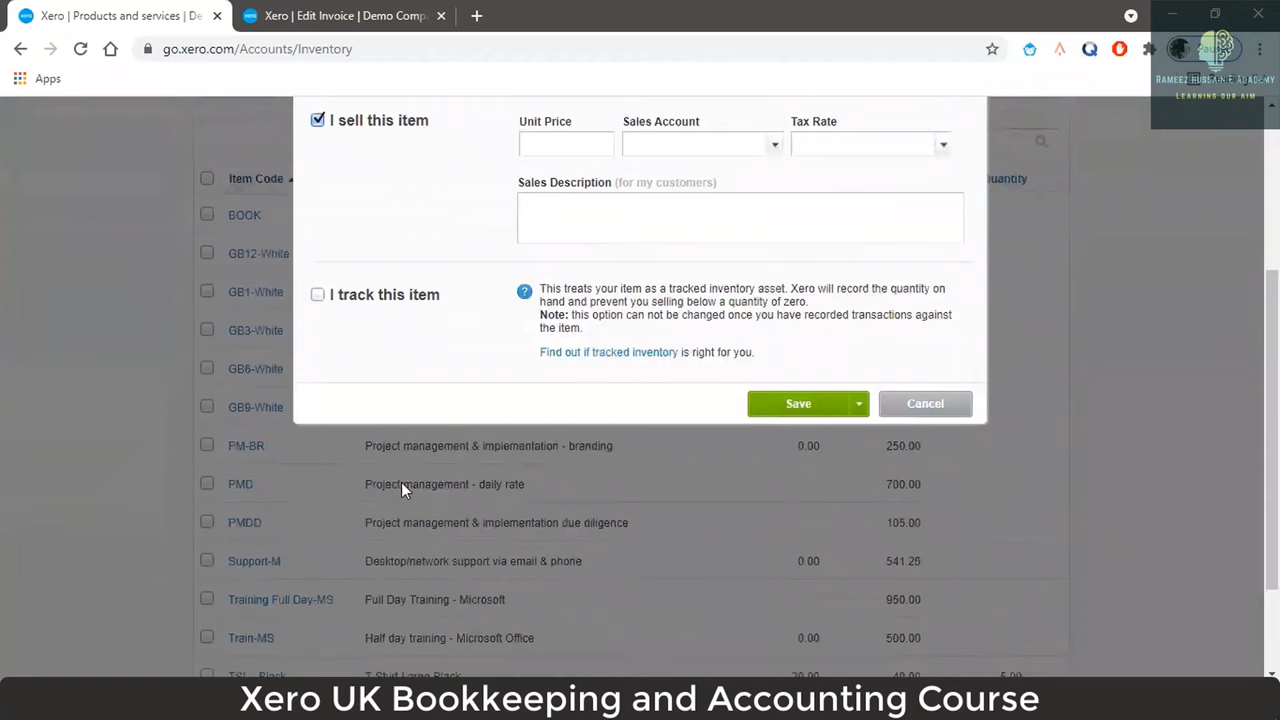 Xero | Products and services | De
Xero | Edit Invoice | Demo Comp
go.xero.com/Accounts/Inventory
Apps
RAMEEZ HUSSAIN E ACADEMY
LEARNING OUR AIM
I sell this item
Unit Price
Sales Account
Tax Rate
Sales Description (for my customers)
Item Code
BOOK
GB12-White
GB1-White
GB3-White
GB6-White
GB9-White
I track this item
This treats your item as a tracked inventory asset. Xero will record the quantity on
hand and prevent you selling below a quantity of zero.
Note: this option can not be changed once you have recorded transactions against
the item.
Find out if tracked inventory is right for you.
Save
Cancel
PM-BR Project management & implementation - branding 0.00 250.00
PMD Project management - daily rate 700.00
PMDD Project management & implementation due diligence 105.00
Support-M Desktop/network support via email & phone 0.00 541.26
Training Full Day-MS Full Day Training - Microsoft 950.00
Train-MS Half day training - Microsoft Office 0.00 500.00
Xero UK Bookkeeping and Accounting Course